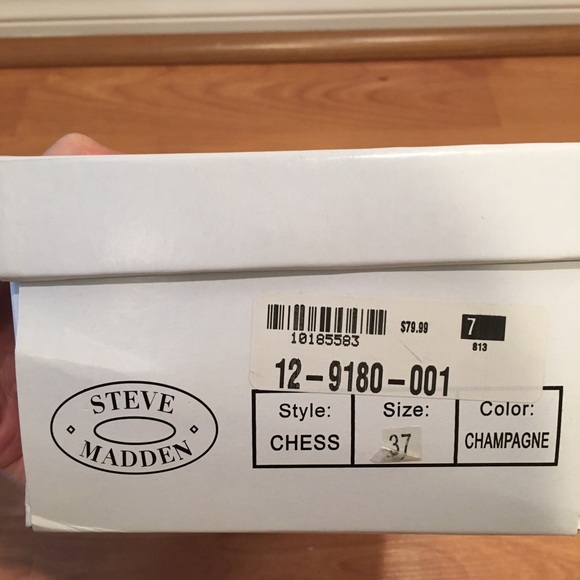 $79.99
7
813
10185583
12-9180-001
STEVE
MADDEN
Style: Size: Color:
CHESS 37 CHAMPAGNE